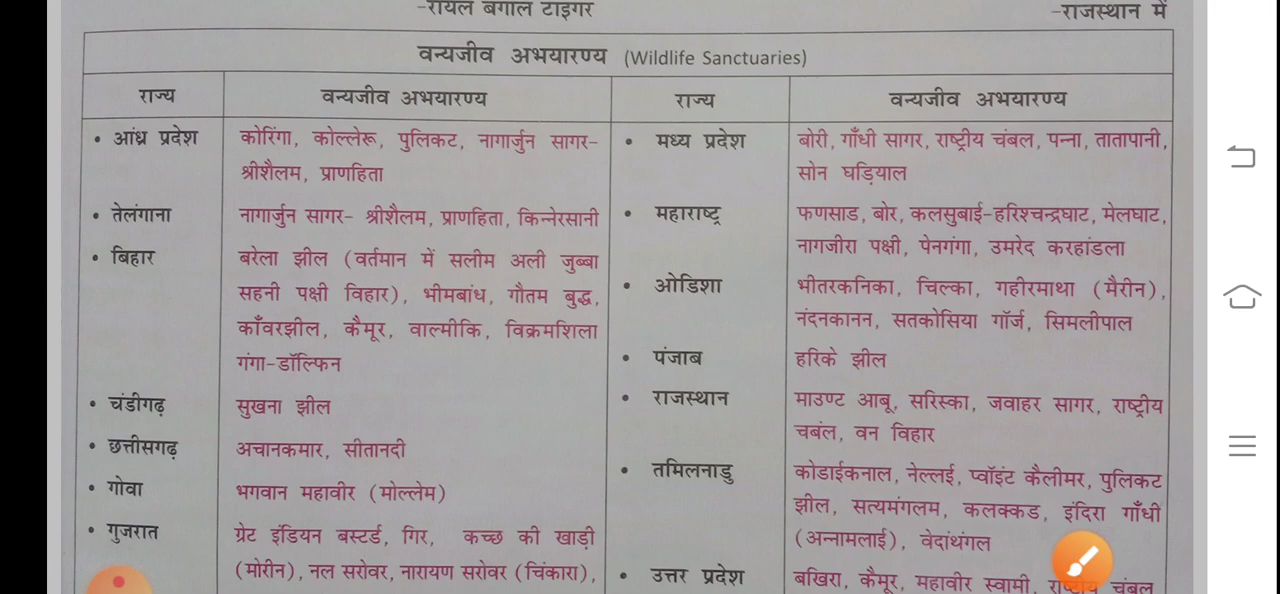 -रायल बंगाल टाइगर
-राजस्थान में
वन्यजीव अभयारण्य (Wildlife Sanctuaries)
राज्य
वन्यजीव अभयारण्य
• आंध्र प्रदेश
कोरिंगा, कोल्लेरू, पुलिकट, नागार्जुन सागर-
श्रीशैलम, प्राणहिता
• तेलंगाना
नागार्जुन सागर- श्रीशैलम, प्राणहिता, किन्नेरसानी
• बिहार
बरेला झील (वर्तमान में सलीम अली जुब्बा
सहनी पक्षी विहार), भीमबांध, गौतम बुद्ध,
काँवरझील, कैमूर, वाल्मीकि, विक्रमशिला
गंगा-डॉल्फिन
• चंडीगढ़
सुखना झील
• छत्तीसगढ़
अचानकमार, सीतानदी
• गोवा
भगवान महावीर (मोल्लेम)
• गुजरात
ग्रेट इंडियन बस्टर्ड, गिर, कच्छ की खाड़ी
(मोरीन), नल सरोवर, नारायण सरोवर (चिंकारा),
राज्य
वन्यजीव अभयारण्य
• मध्य प्रदेश
बोरी, गाँधी सागर, राष्ट्रीय चंबल, पन्ना, तातापानी,
सोन घड़ियाल
• महाराष्ट्र
फणसाड, बोर, कलसुबाई-हरिश्चन्द्रघाट, मेलघाट,
नागजीरा पक्षी, पेनगंगा, उमरेद करहांडला
• ओडिशा
भीतरकनिका, चिल्का, गहीरमाथा (मैरीन),
नंदनकानन, सतकोसिया गॉर्ज, सिमलीपाल
• पंजाब
हरिके झील
• राजस्थान
माउण्ट आबू, सरिस्का, जवाहर सागर, राष्ट्रीय
चबंल, वन विहार
• तमिलनाडु
कोडाईकनाल, नेल्लई, प्वॉइंट कैलीमर, पुलिकट
झील, सत्यमंगलम, कलक्कड, इंदिरा गाँधी
(अन्नामलाई), वेदांथंगल
• उत्तर प्रदेश
बखिरा, कैमूर, महावीर स्वामी, राष्ट्रीय चंबल